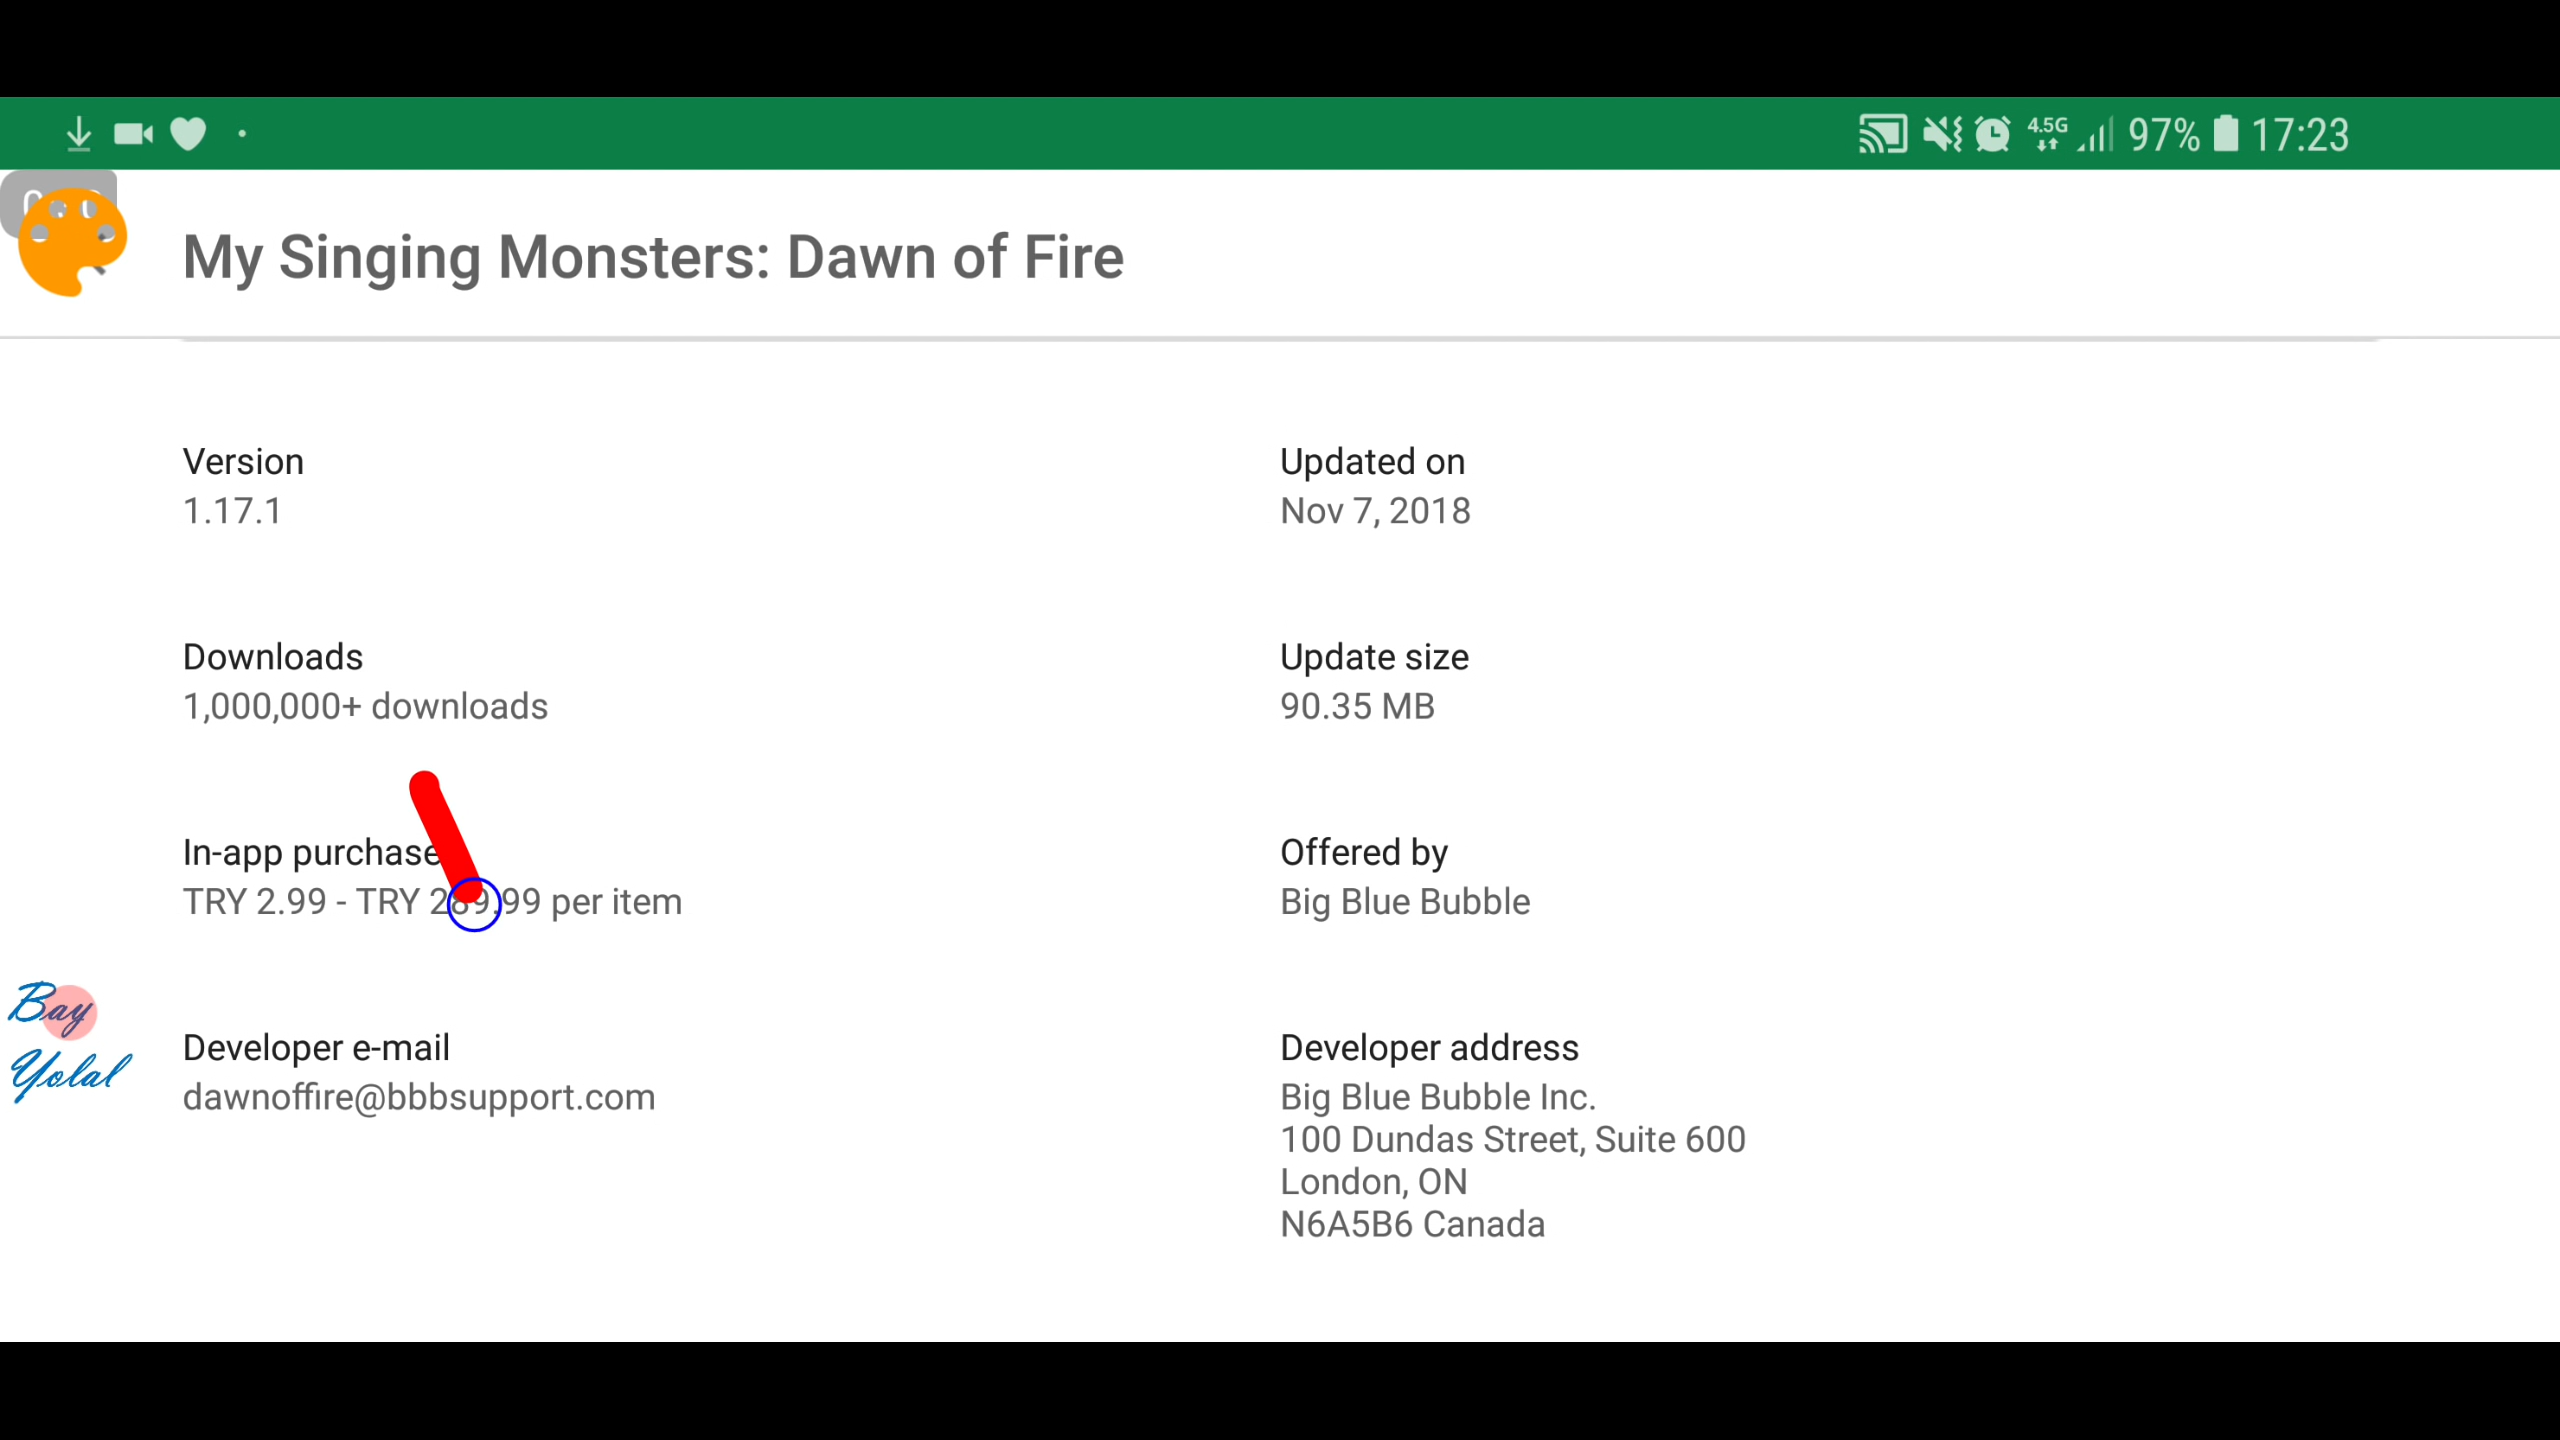 4.5G 97% 17:23
My Singing Monsters: Dawn of Fire
Version
1.17.1
Updated on
Nov 7, 2018
Downloads
1,000,000+ downloads
Update size
90.35 MB
In-app purchase
TRY 2.99 - TRY 289.99 per item
Offered by
Big Blue Bubble
Bay
Yolal
Developer e-mail
dawnoffire@bbbsupport.com
Developer address
Big Blue Bubble Inc.
100 Dundas Street, Suite 600
London, ON
N6A5B6 Canada